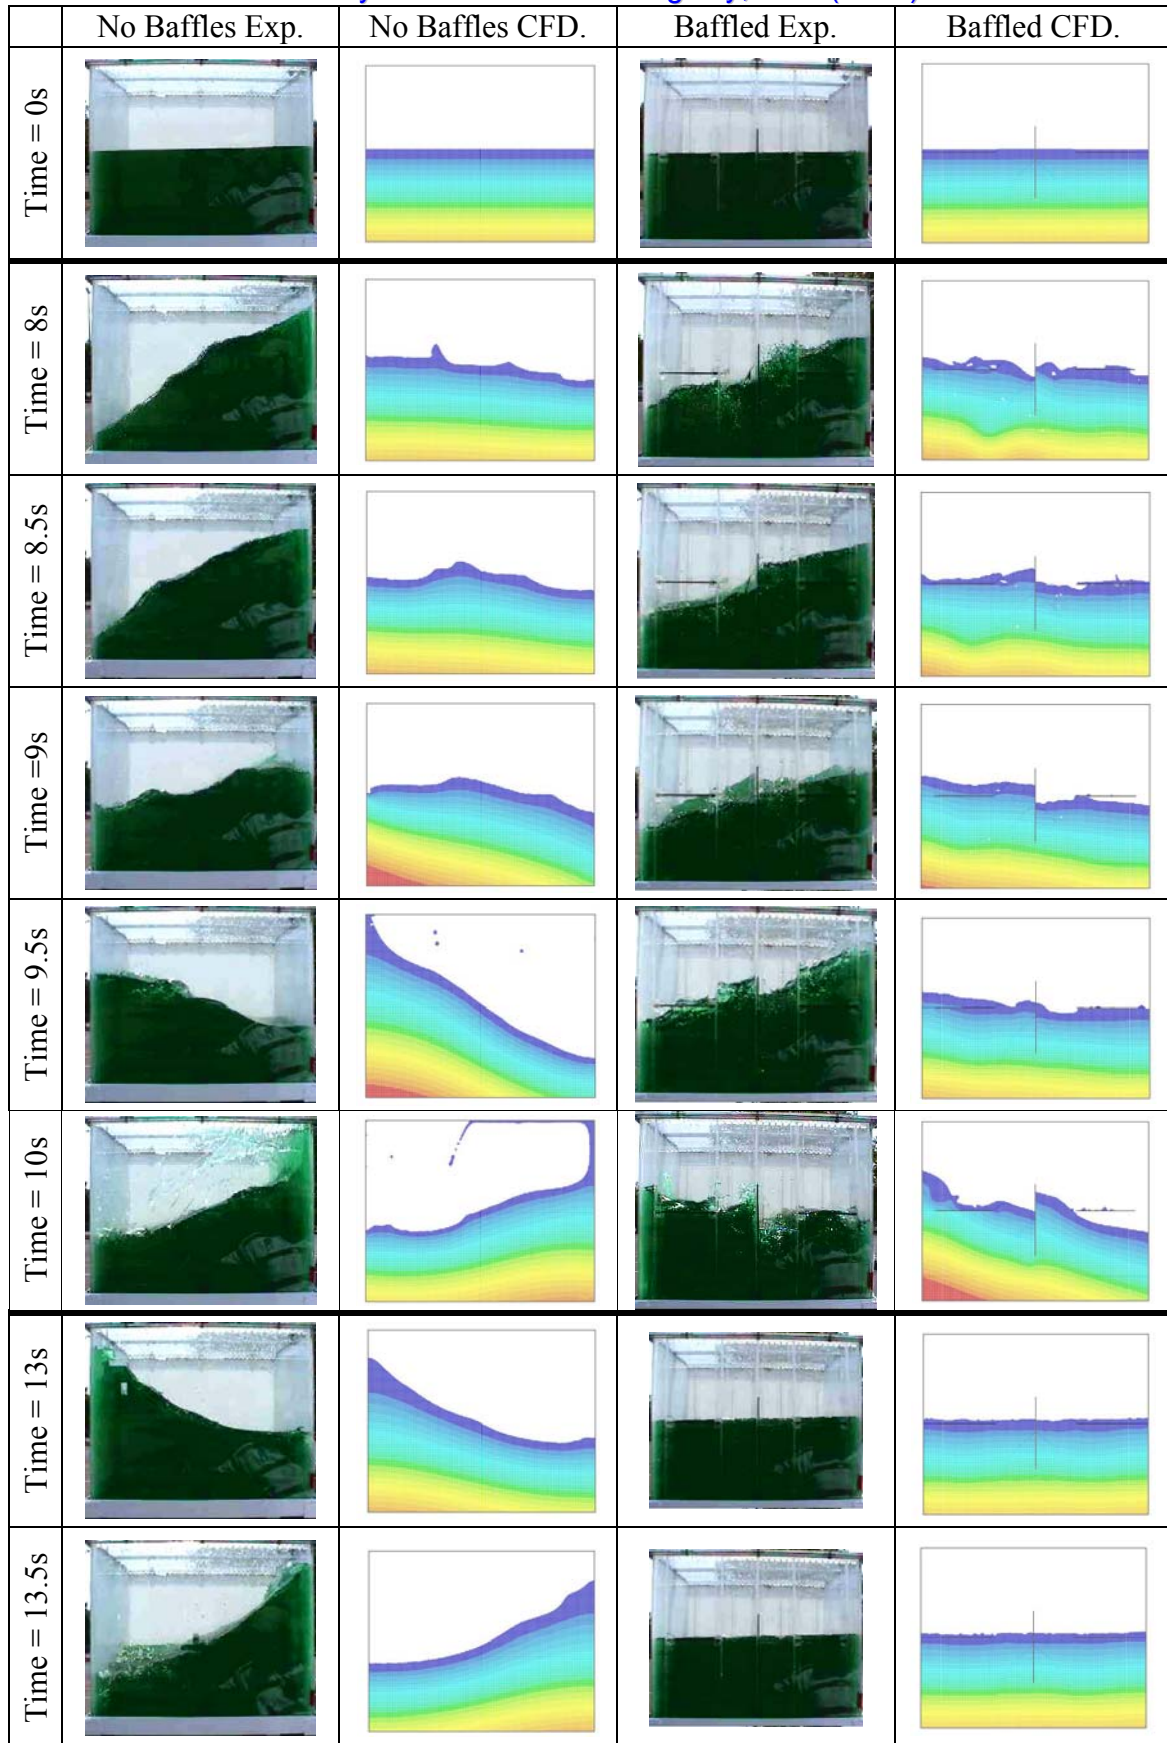 No Baffles Exp. No Baffles CFD. Baffled Exp. Baffled CFD.
Time = 0s
Time = 8s
Time = 8.5s
Time =9s
Time = 9.5s
Time = 10s
Time = 13s
Time = 13.5s